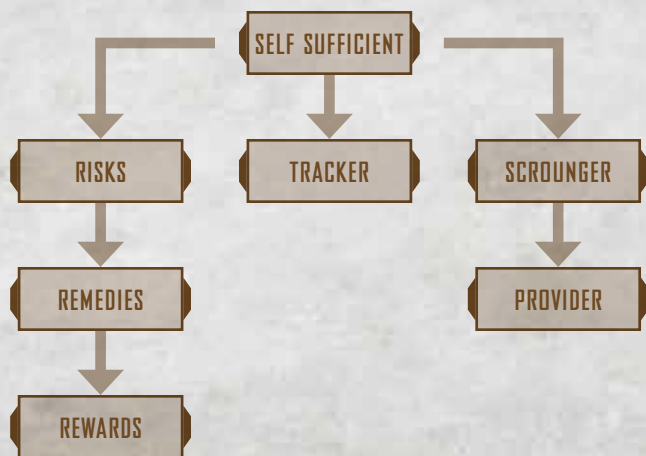 SELF SUFFICIENT
RISKS
TRACKER
SCROUNGER
REMEDIES
PROVIDER
REWARDS